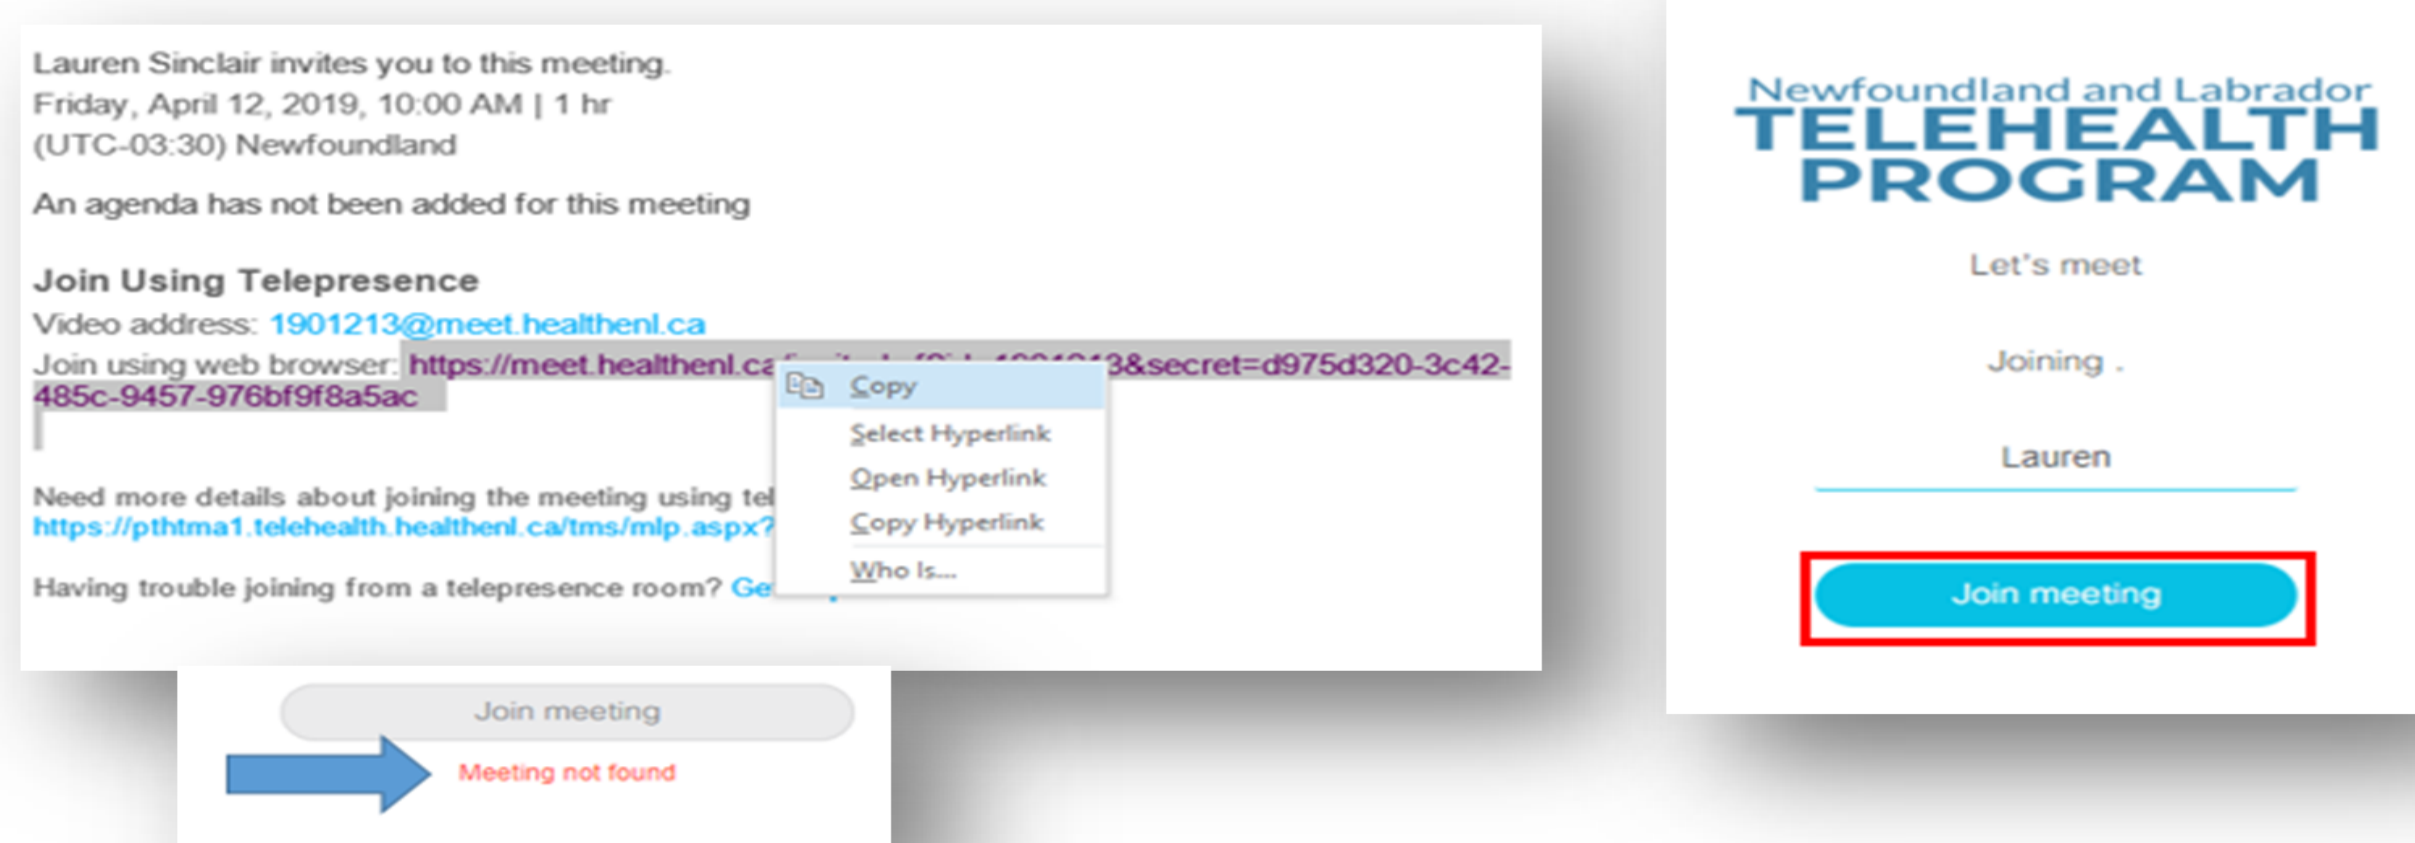 Lauren Sinclair invites you to this meeting.
Friday, April 12, 2019, 10:00 AM | 1 hr
(UTC-03:30) Newfoundland
An agenda has not been added for this meeting
Join Using Telepresence
Video address: 1901213@meet.healthenl.ca
Join using web browser: https://meet.healthenl.ca 3&secret=d975d320-3c42-
485c-9457-976bf9f8a5ac
Copy
Select Hyperlink
Open Hyperlink
Copy Hyperlink
Who Is...
Need more details about joining the meeting using
https://pthtma1.telehealth.healthenl.ca/tms/mlp.aspx?
Having trouble joining from a telepresence room?
Join meeting
Meeting not found
Newfoundland and Labrador
TELEHEALTH
PROGRAM
Let's meet
Joining .
Lauren
Join meeting